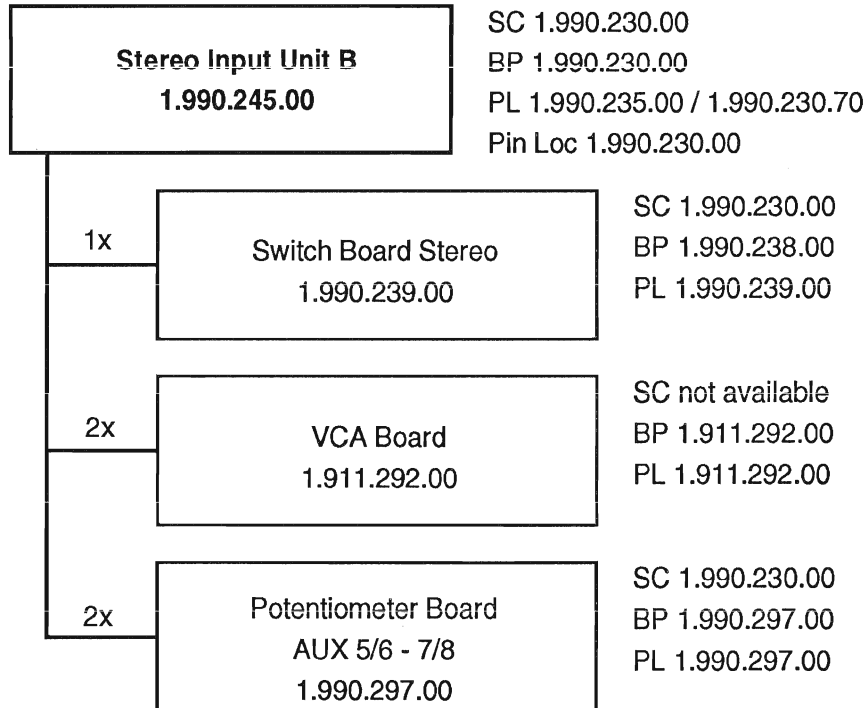 Stereo Input Unit B
1.990.245.00
SC 1.990.230.00
BP 1.990.230.00
PL 1.990.235.00 / 1.990.230.70
Pin Loc 1.990.230.00
1x
Switch Board Stereo
1.990.239.00
SC 1.990.230.00
BP 1.990.238.00
PL 1.990.239.00
2x
VCA Board
1.911.292.00
SC not available
BP 1.911.292.00
PL 1.911.292.00
2x
Potentiometer Board
AUX 5/6 - 7/8
1.990.297.00
SC 1.990.230.00
BP 1.990.297.00
PL 1.990.297.00